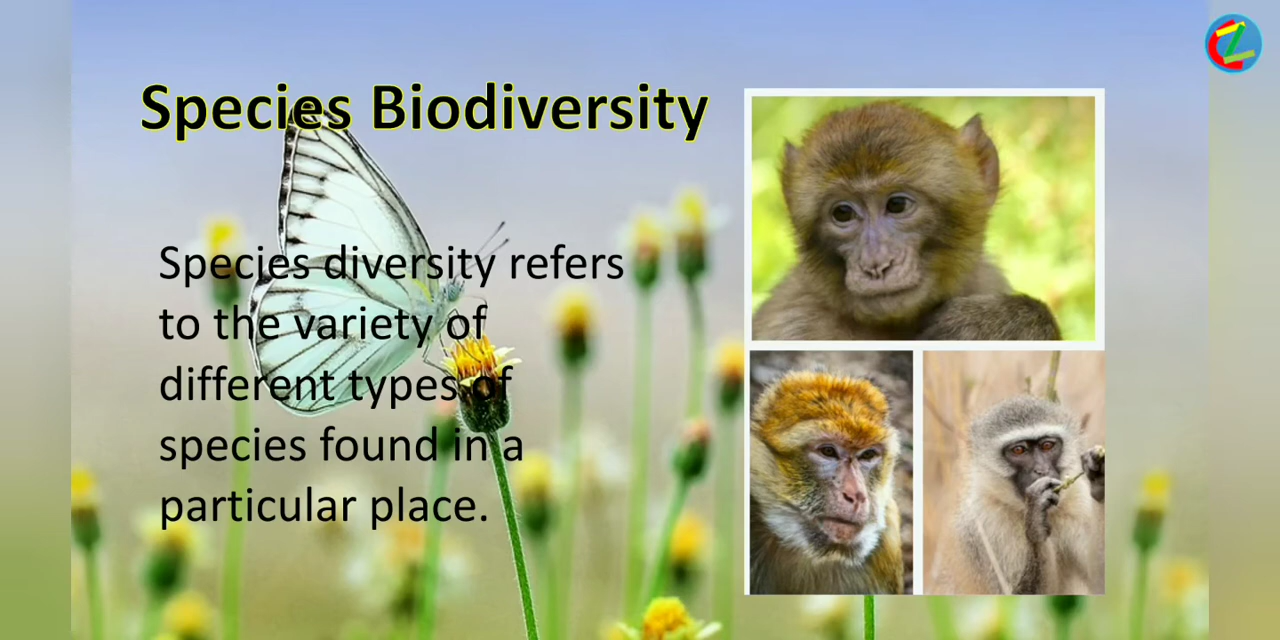 Species Biodiversity
Species diversity refers
to the variety of
different types of
species found in a
particular place.